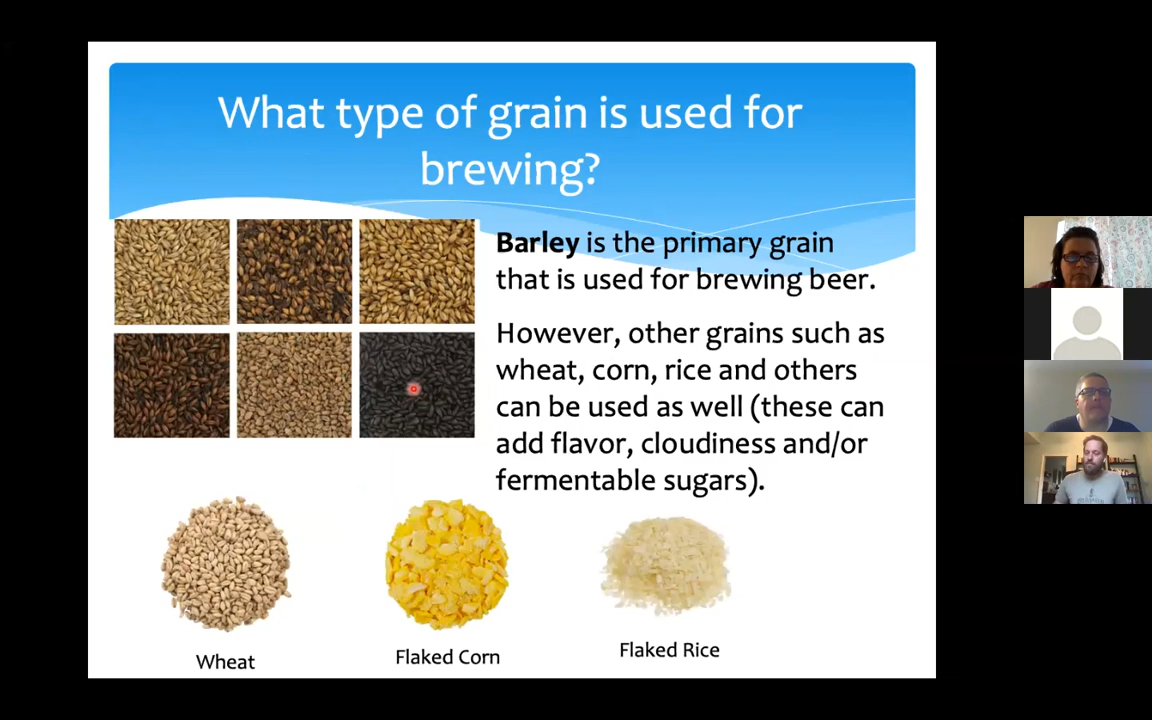 What type of grain is used for
brewing?
Barley is the primary grain
that is used for brewing beer.
However, other grains such as
wheat, corn, rice and others
can be used as well (these can
add flavor, cloudiness and/or
fermentable sugars).
Wheat
Flaked Corn
Flaked Rice